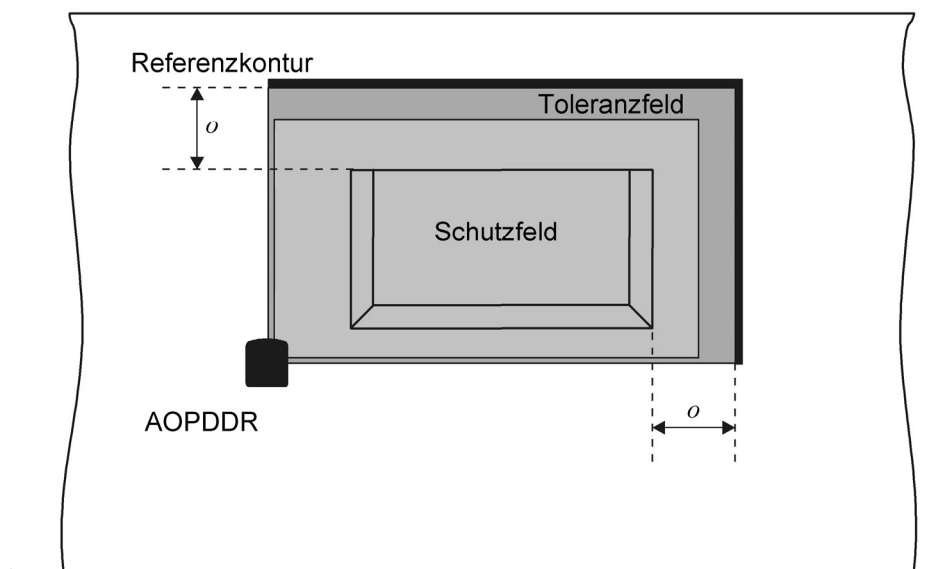 Referenzkontur
Toleranzfeld
o
Schutzfeld
o
AOPDDR